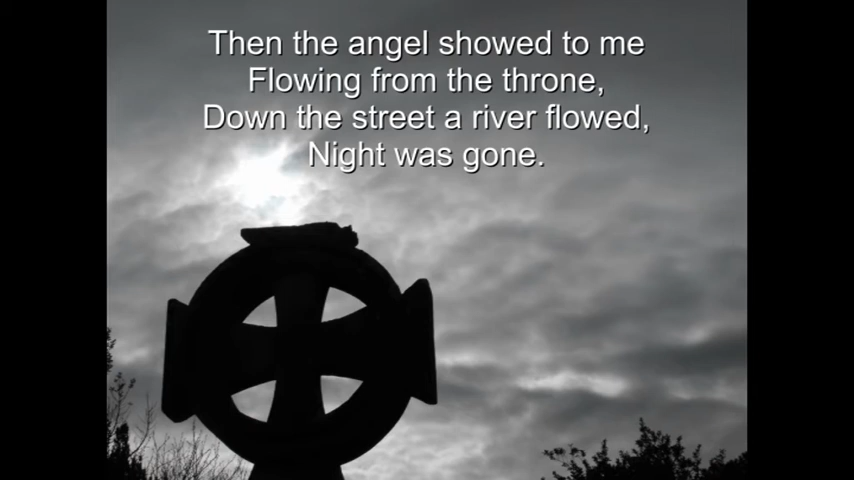 Then the angel showed to me
Flowing from the throne,
Down the street a river flowed,
Night was gone.